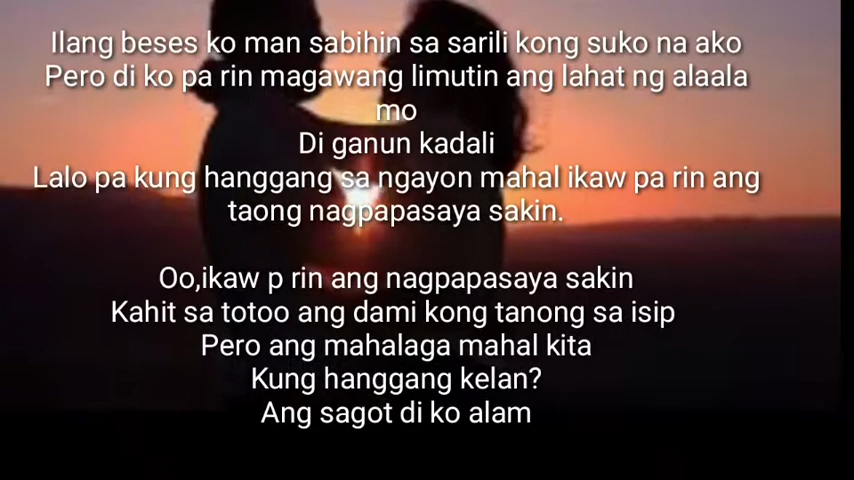 Ilang beses ko man sabihin sa sarili kong suko na ako
Pero di ko pa rin magawang limutin ang lahat ng alaala
mo
Di ganun kadali
Lalo pa kung hanggang sa ngayon mahal ikaw pa rin ang
taong nagpapasaya sakin.
Oo,ikaw p rin ang nagpapasaya sakin
Kahit sa totoo ang dami kong tanong sa isip
Pero ang mahalaga mahal kita
Kung hanggang kelan?
Ang sagot di ko alam